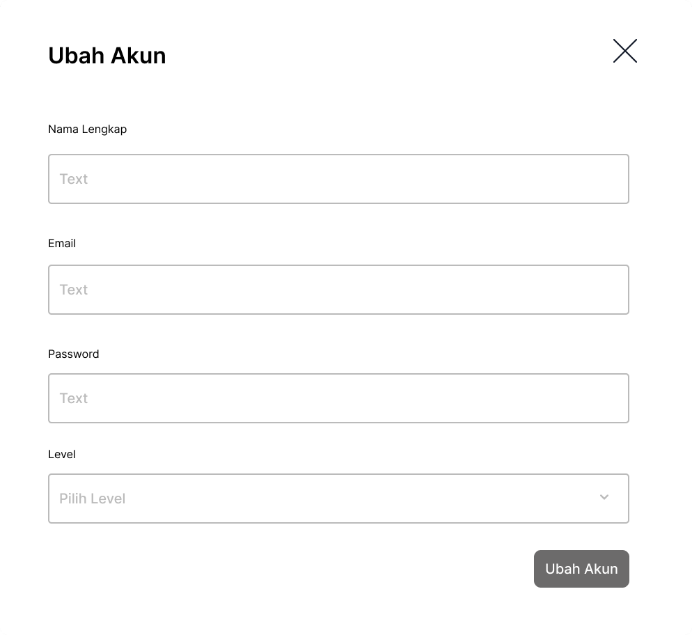 Ubah Akun
Nama Lengkap
Text
Email
Text
Password
Text
Level
Pilih Level
Ubah Akun